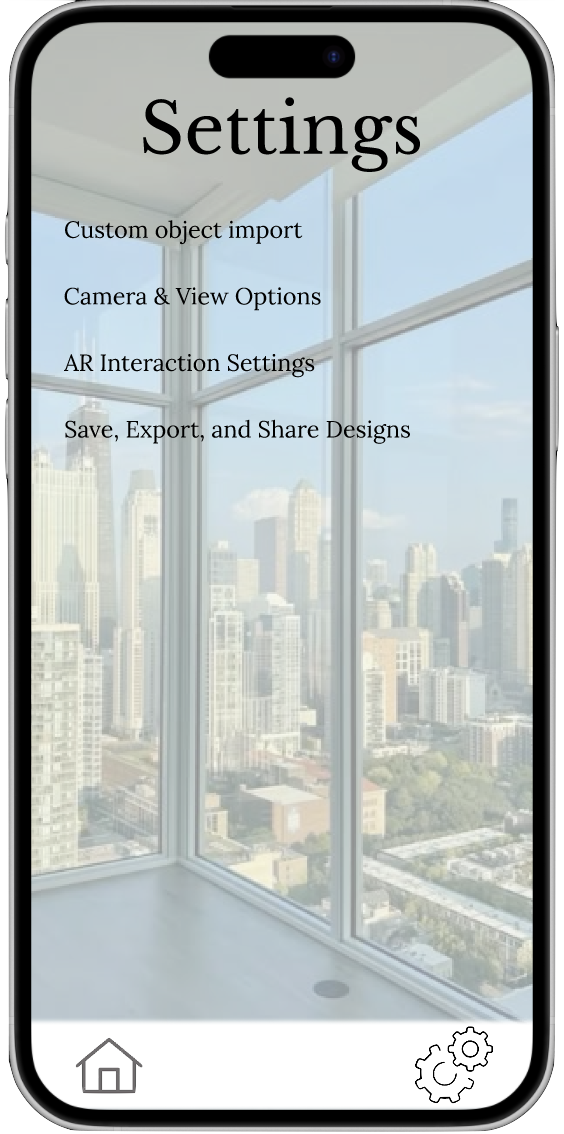 Settings
Custom object import
Camera & View Options
AR Interaction Settings
Save, Export, and Share Designs